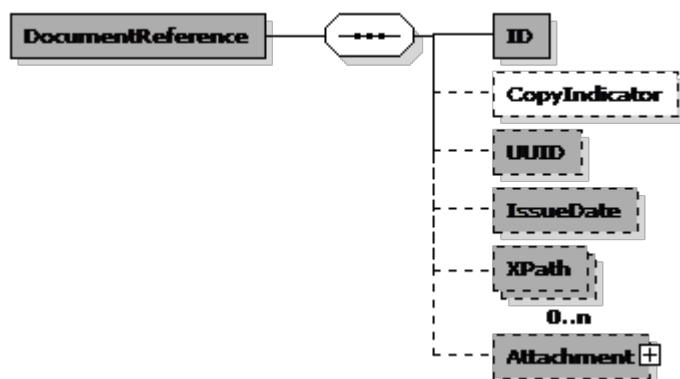 DocumentReference
ID
CopyIndicator
UUID
IssueDate
XPath
0..n
Attachment